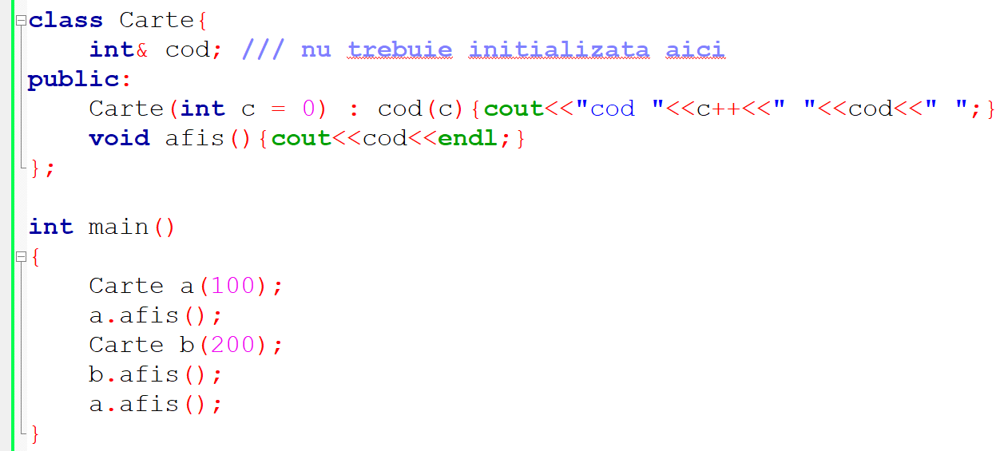 class Carte{
    int& cod; /// nu trebuie initializata aici
public:
    Carte(int c = 0) : cod(c){cout<<"cod "<<c++<<" "<<cod<<" ";}
    void afis(){cout<<cod<<endl;}
};

int main()
{
    Carte a(100);
    a.afis();
    Carte b(200);
    b.afis();
    a.afis();
}